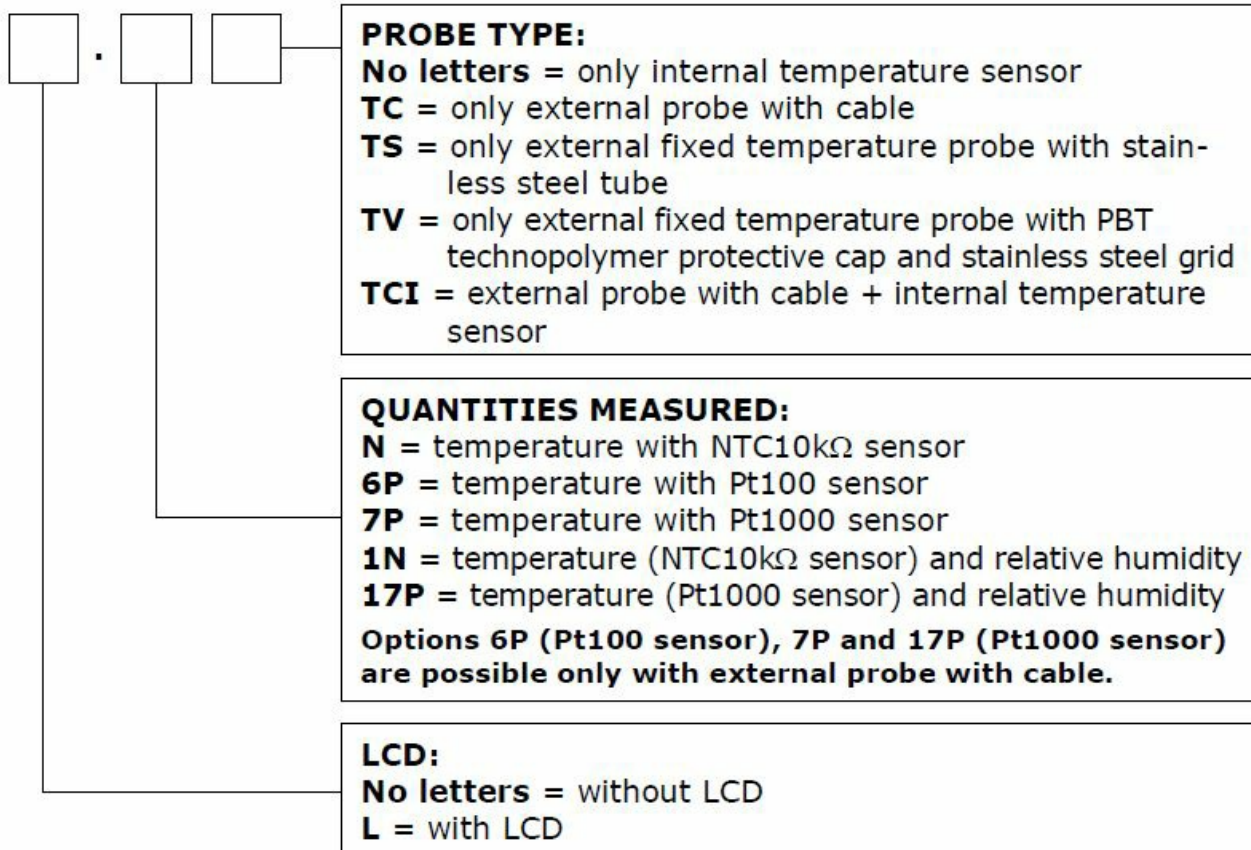 .
PROBE TYPE:
No letters = only internal temperature sensor
TC = only external probe with cable
TS = only external fixed temperature probe with stain-
less steel tube
TV = only external fixed temperature probe with PBT
technopolymer protective cap and stainless steel grid
TCI = external probe with cable + internal temperature
sensor
QUANTITIES MEASURED:
N = temperature with NTC10kΩ sensor
6P = temperature with Pt100 sensor
7P = temperature with Pt1000 sensor
1N = temperature (NTC10kΩ sensor) and relative humidity
17P = temperature (Pt1000 sensor) and relative humidity
Options 6P (Pt100 sensor), 7P and 17P (Pt1000 sensor)
are possible only with external probe with cable.
LCD:
No letters = without LCD
L = with LCD